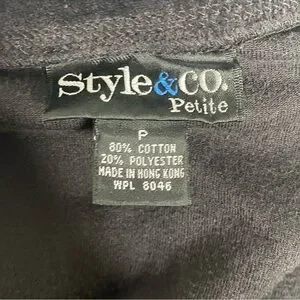 Style&CO.
Petite
P
80% COTTON
20% POLYESTER
MADE IN HONG KONG
WPL 8046